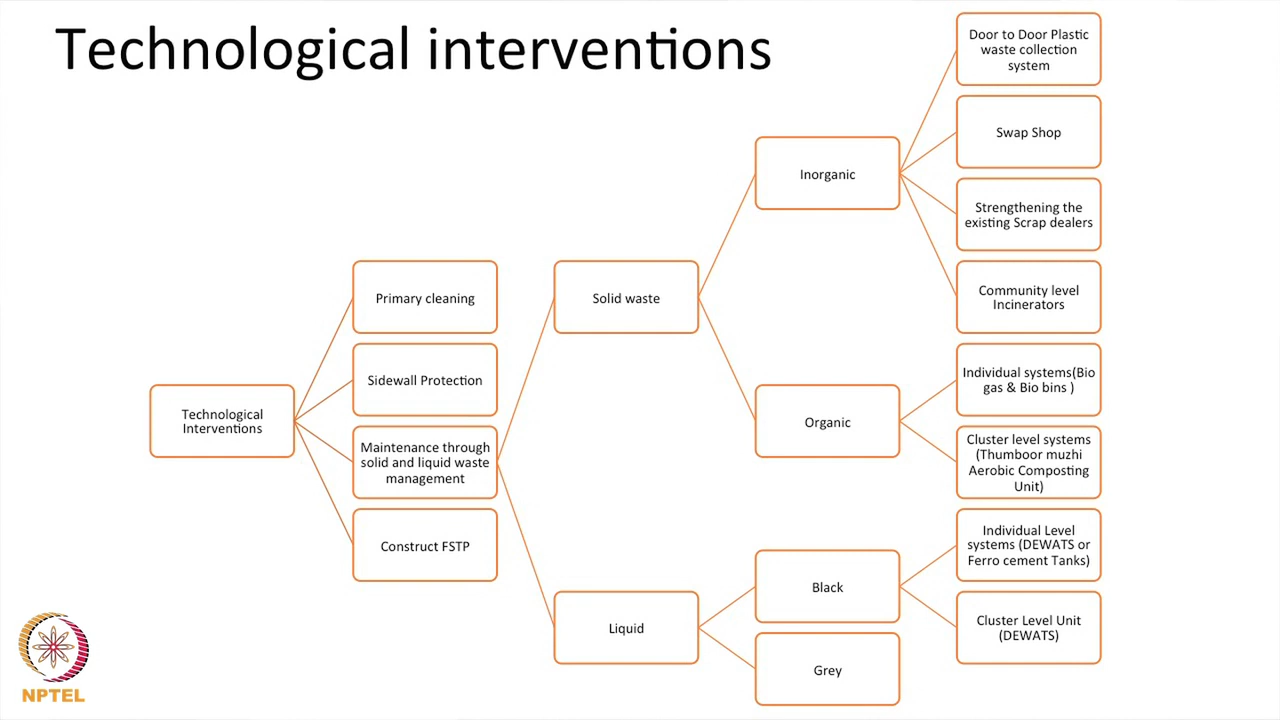 Technological interventions
Technological
Interventions
Primary cleaning
Sidewall Protection
Maintenance through
solid and liquid waste
management
Construct FSTP
Solid waste
Liquid
Inorganic
Organic
Black
Grey
Door to Door Plastic
waste collection
system
Swap Shop
Strengthening the
existing Scrap dealers
Community level
Incinerators
Individual systems(Bio
gas & Bio bins )
Cluster level systems
(Thumboor muzhi
Aerobic Composting
Unit)
Individual Level
systems (DEWATS or
Ferro cement Tanks)
Cluster Level Unit
(DEWATS)
NPTEL